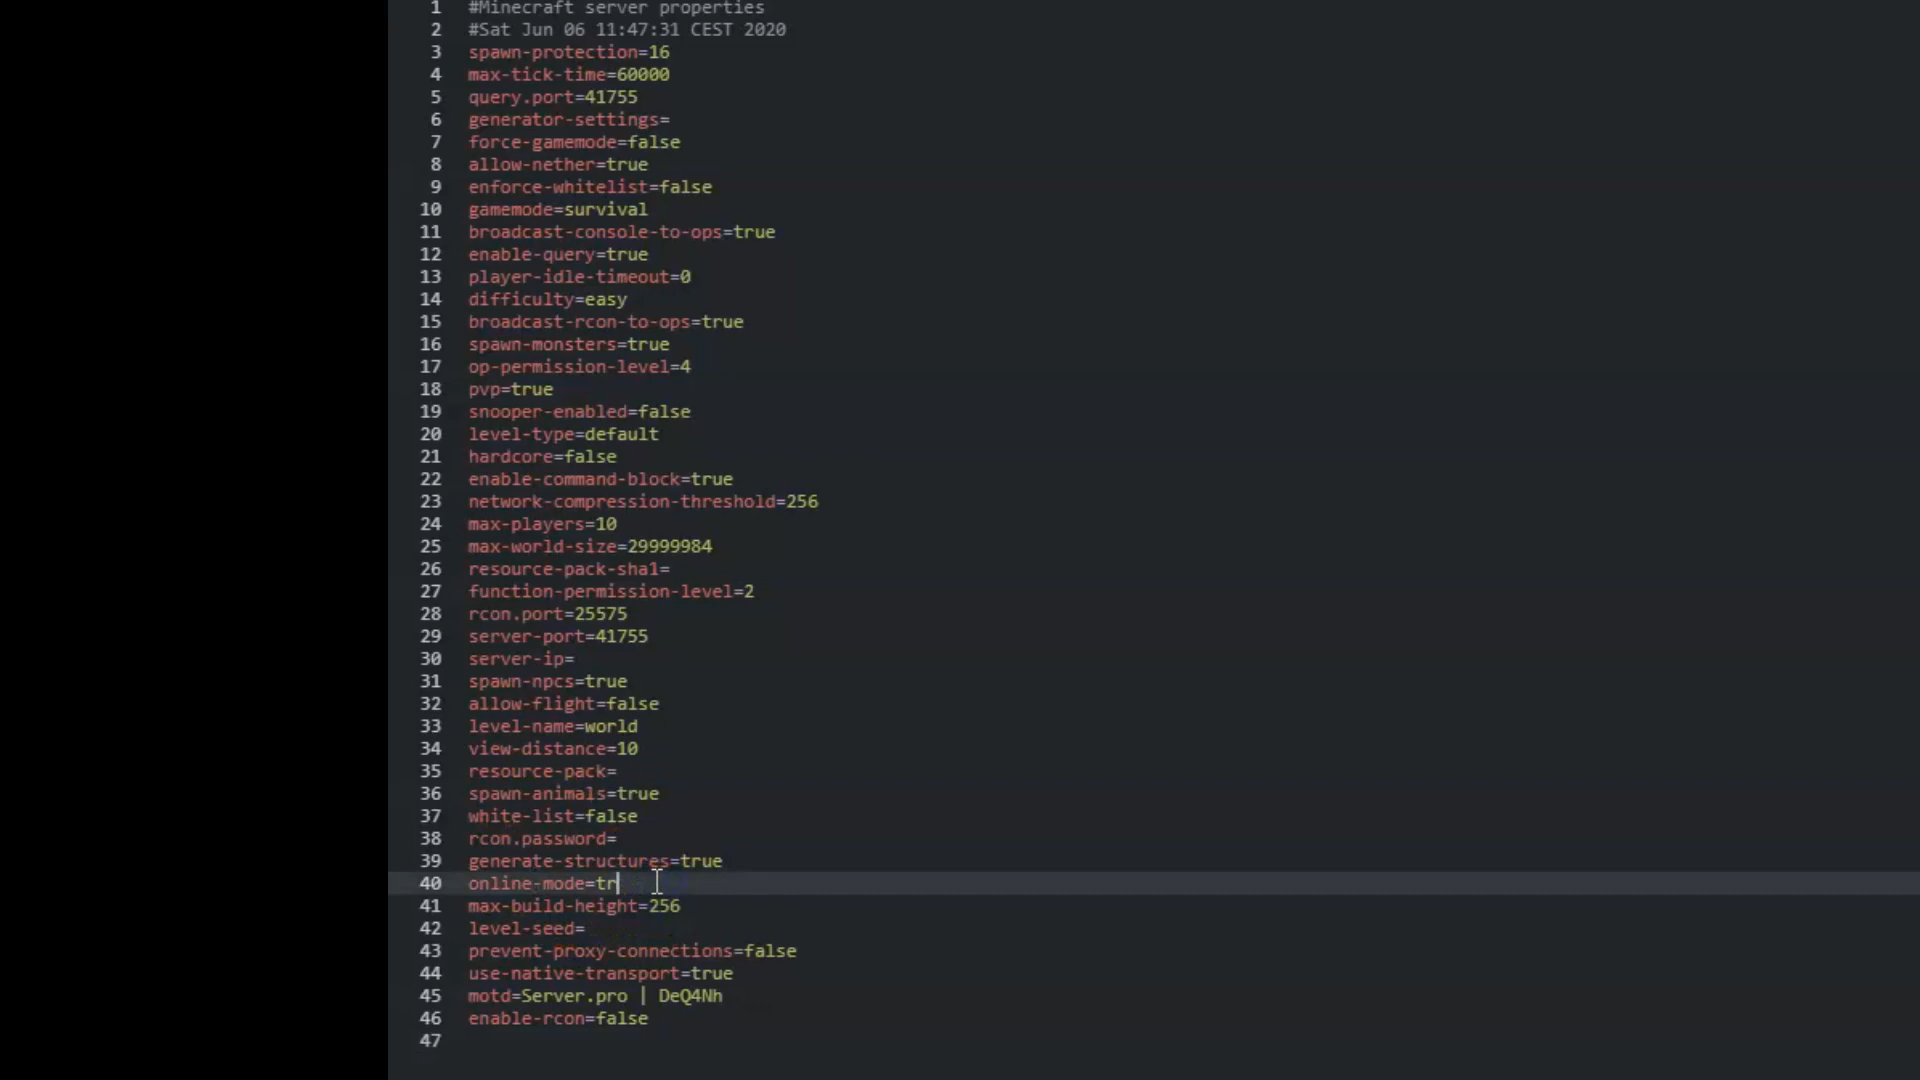 1 #Minecraft server properties
2 #Sat Jun 06 11:47:31 CEST 2020
3 spawn-protection=16
4 max-tick-time=60000
5 query.port=41755
6 generator-settings=
7 force-gamemode=false
8 allow-nether=true
9 enforce-whitelist=false
10 gamemode=survival
11 broadcast-console-to-ops=true
12 enable-query=true
13 player-idle-timeout=0
14 difficulty=easy
15 broadcast-rcon-to-ops=true
16 spawn-monsters=true
17 op-permission-level=4
18 pvp=true
19 snooper-enabled=false
20 level-type=default
21 hardcore=false
22 enable-command-block=true
23 network-compression-threshold=256
24 max-players=10
25 max-world-size=29999984
26 resource-pack-sha1=
27 function-permission-level=2
28 rcon.port=25575
29 server-port=41755
30 server-ip=
31 spawn-npcs=true
32 allow-flight=false
33 level-name=world
34 view-distance=10
35 resource-pack=
36 spawn-animals=true
37 white-list=false
38 rcon.password=
39 generate-structures=true
40 online-mode=tr
41 max-build-height=256
42 level-seed=
43 prevent-proxy-connections=false
44 use-native-transport=true
45 motd=Server.pro | DeQ4Nh
46 enable-rcon=false
47